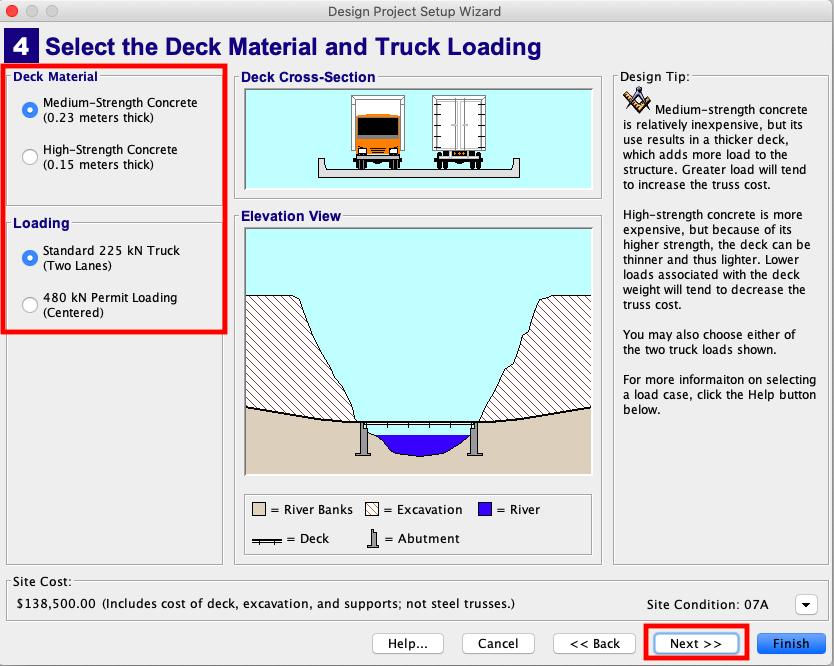 Design Project Setup Wizard
4 Select the Deck Material and Truck Loading
Deck Material
Medium-Strength Concrete
(0.23 meters thick)
High-Strength Concrete
(0.15 meters thick)
Loading
Standard 225 kN Truck
(Two Lanes)
480 kN Permit Loading
(Centered)
Deck Cross-Section
Elevation View
= River Banks = Excavation = River
= Deck = Abutment
Design Tip:
Medium-strength concrete
is relatively inexpensive, but its
use results in a thicker deck,
which adds more load to the
structure. Greater load will tend
to increase the truss cost.
High-strength concrete is more
expensive, but because of its
higher strength, the deck can be
thinner and thus lighter. Lower
loads associated with the deck
weight will tend to decrease the
truss cost.
You may also choose either of
the two truck loads shown.
For more informaiton on selecting
a load case, click the Help button
below.
Site Cost:
$138,500.00 (Includes cost of deck, excavation, and supports; not steel trusses.)
Site Condition: 07A
Help... Cancel << Back Next >> Finish